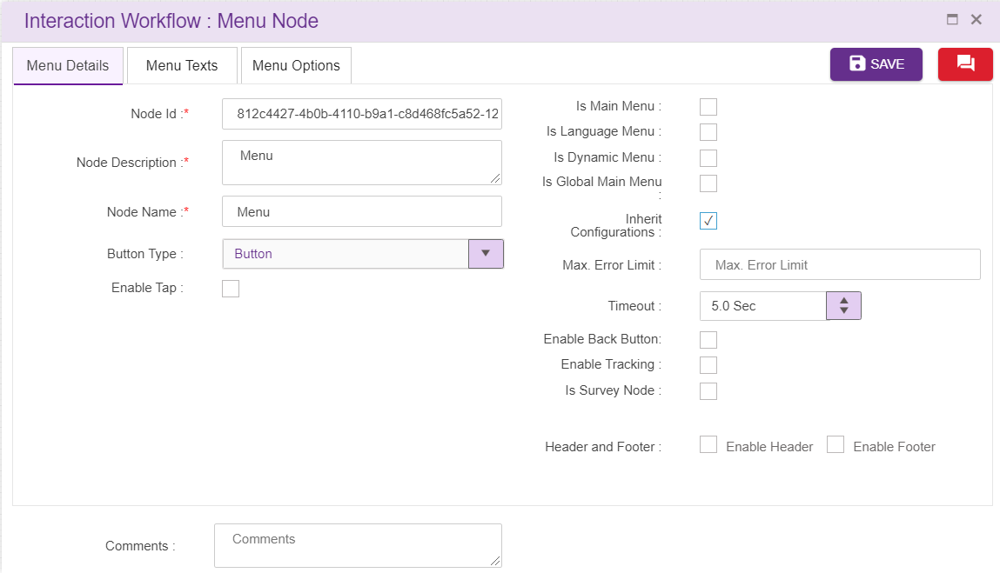 Interaction Workflow : Menu Node
Menu Details
Menu Texts
Menu Options
SAVE
Node Id :*
812c4427-4b0b-4110-b9a1-c8d468fc5a52-12
Node Description :*
Menu
Node Name :*
Menu
Button Type :
Button
Enable Tap :
Is Main Menu :
Is Language Menu :
Is Dynamic Menu :
Is Global Main Menu
:
Inherit
Configurations :
Max. Error Limit :
Max. Error Limit
Timeout :
5.0 Sec
Enable Back Button:
Enable Tracking :
Is Survey Node :
Header and Footer :
Enable Header
Enable Footer
Comments :
Comments